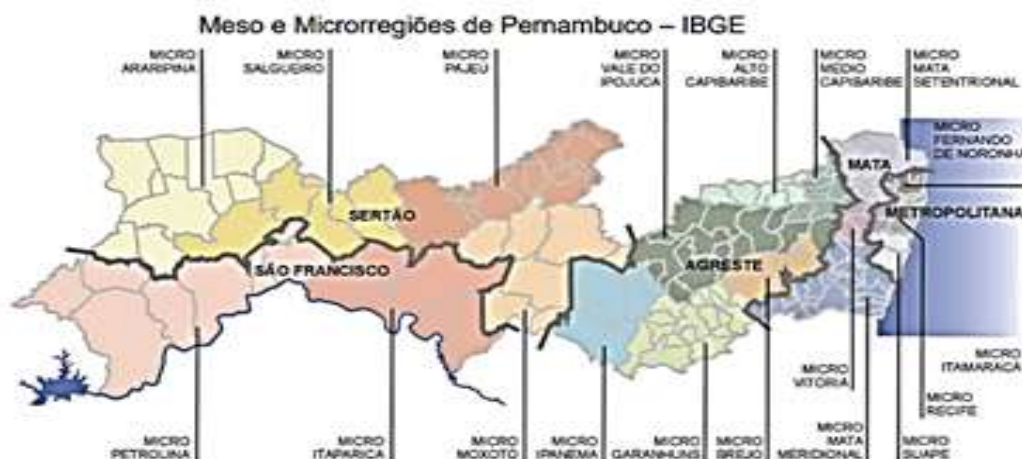 Meso e Microrregiões de Pernambuco – IBGE
MICRO
ARARIPINA
MICRO
SALGUEIRO
MICRO
PAJEU
MICRO
VALE DO
IPOJUCA
MICRO
ALTO
CAPIBARIBE
MICRO
MEDIO
CAPIBARIBE
MICRO
MATA
SETENTRIONAL
MICRO
FERNANDO
DE NORONHA
MATA
METROPOLITANA
SERTÃO
SÃO FRANCISCO
AGRESTE
MICRO
ITAMARACA
MICRO
VITORIA
MICRO
RECIFE
MICRO
PETROLINA
MICRO
ITAPARICA
MICRO
MOXOTO
MICRO
IPANEMA
MICRO
GARANHUNS
MICRO
BREJO
MICRO
MATA
MERIDIONAL
MICRO
SUAPE